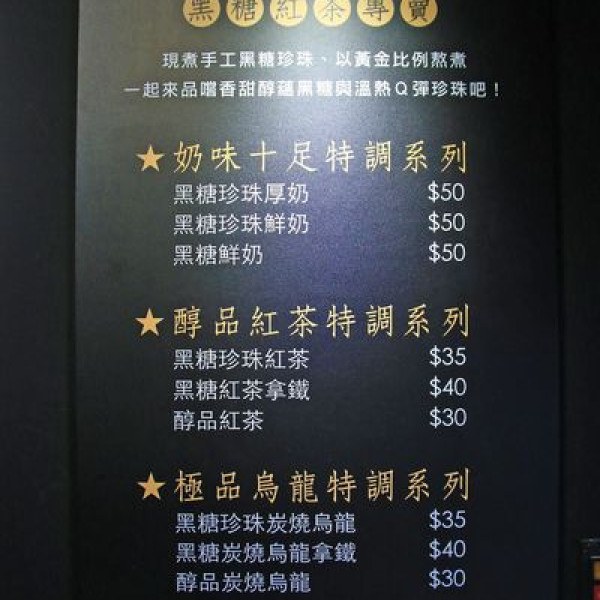 黑糖紅茶專賣
現煮手工黑糖珍珠、以黃金比例熬煮
一起來品嚐香甜醇蘊黑糖與溫熱Q彈珍珠吧！
★奶味十足特調系列
黑糖珍珠厚奶 $50
黑糖珍珠鮮奶 $50
黑糖鮮奶 $50
★醇品紅茶特調系列
黑糖珍珠紅茶 $35
黑糖紅茶拿鐵 $40
醇品紅茶 $30
★極品烏龍特調系列
黑糖珍珠炭燒烏龍 $35
黑糖炭燒烏龍拿鐵 $40
醇品炭燒烏龍 $30